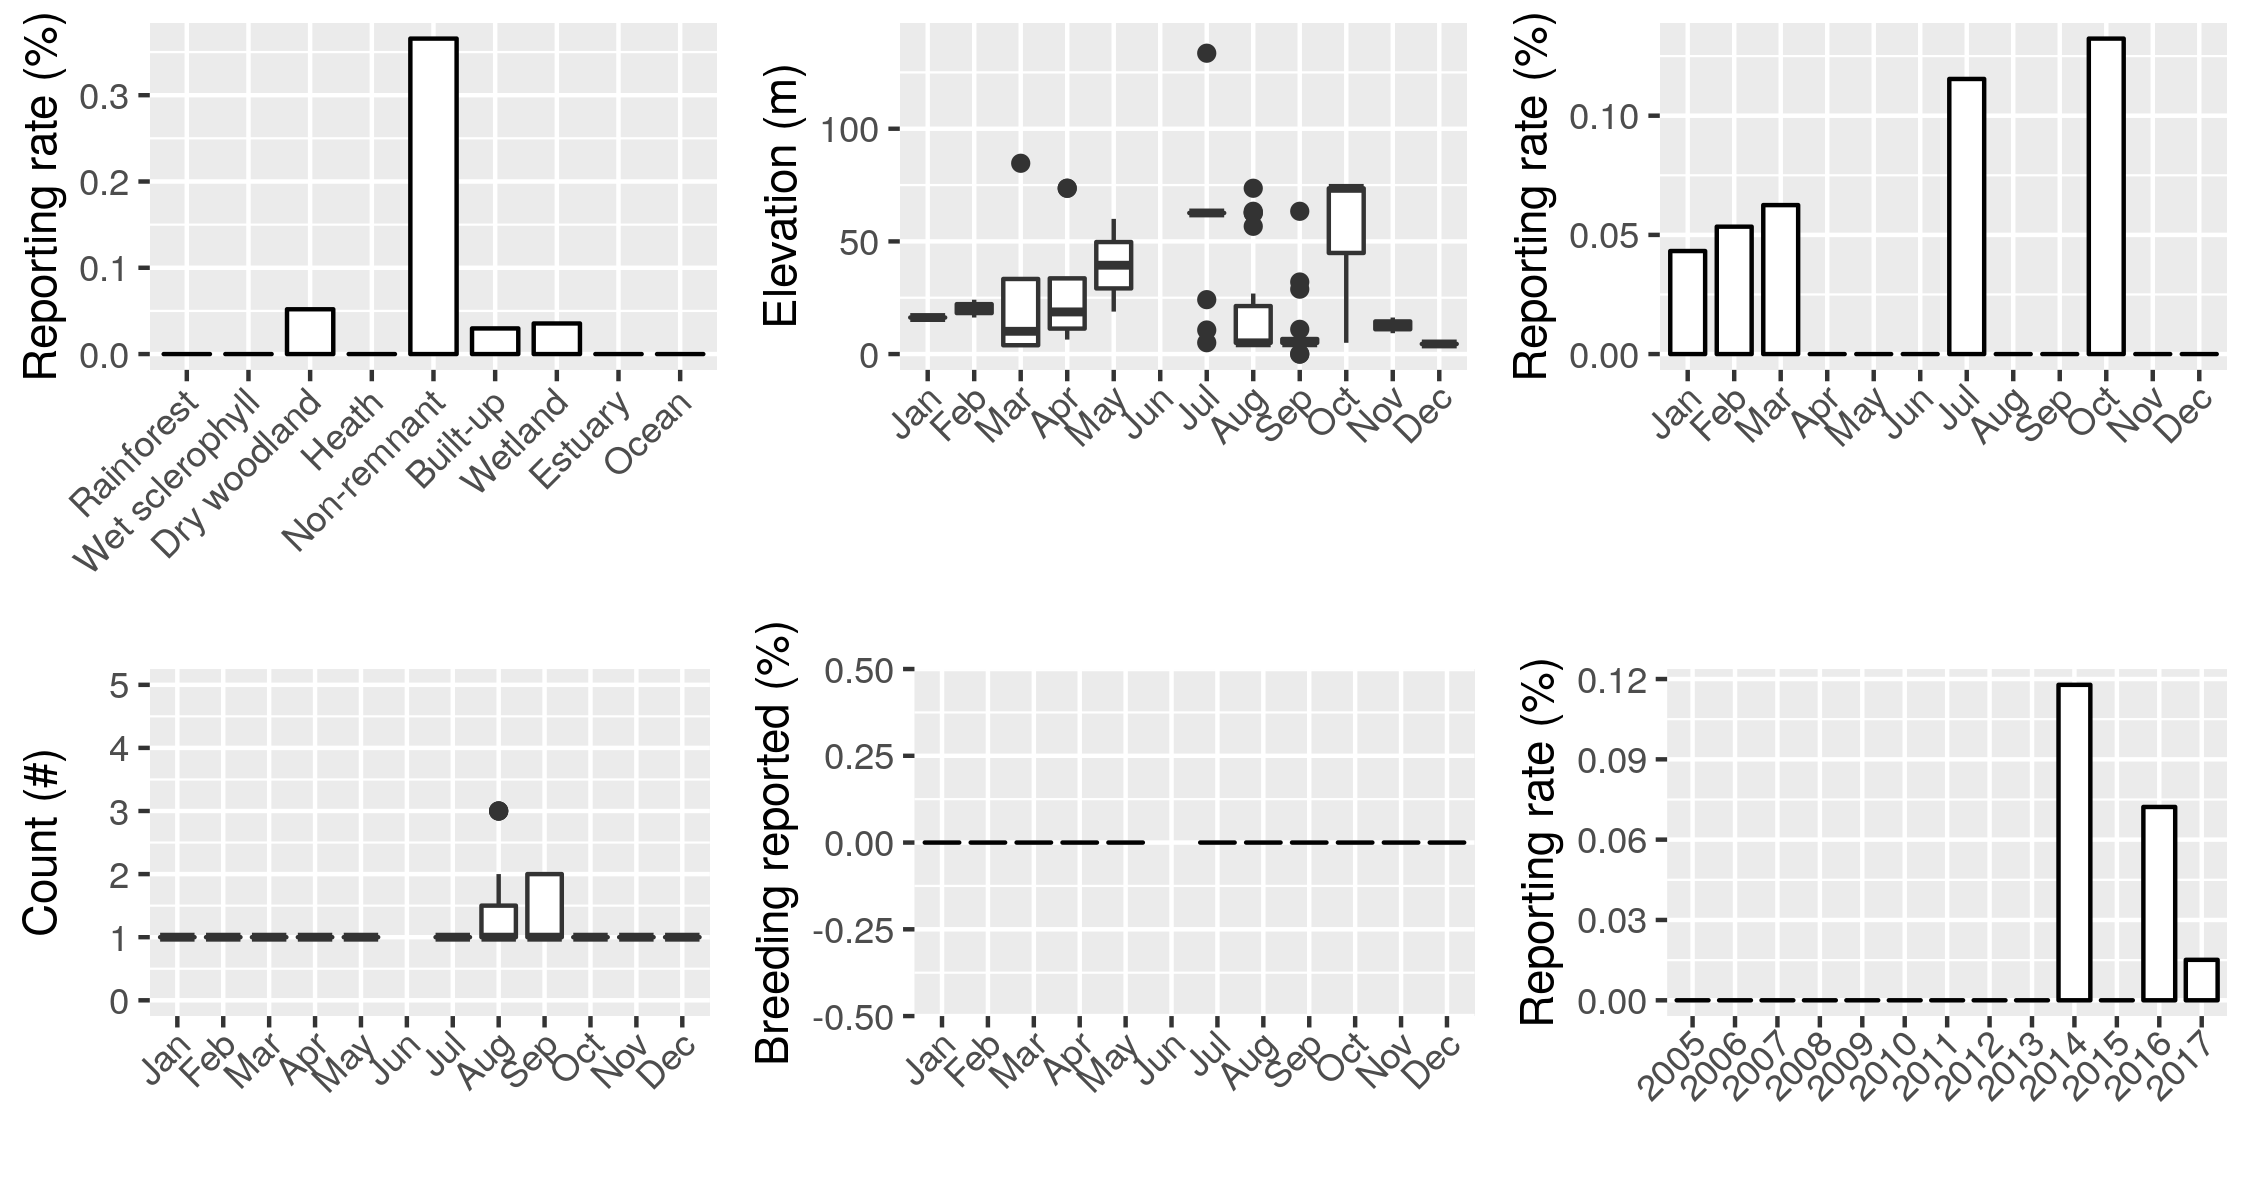 Reporting rate (%)
0.3
0.2
0.1
0.0
Rainforest
Wet sclerophyll
Dry woodland
Heath
Non-remnant
Built-up
Wetland
Estuary
Ocean
Elevation (m)
100
50
0
Jan Feb Mar Apr May Jun Jul Aug Sep Oct Nov Dec
Reporting rate (%)
0.10
0.05
0.00
Jan Feb Mar Apr May Jun Jul Aug Sep Oct Nov Dec
Count (#)
5
4
3
2
1
0
Jan Feb Mar Apr May Jun Jul Aug Sep Oct Nov Dec
Breeding reported (%)
0.50
0.25
0.00
-0.25
-0.50
Jan Feb Mar Apr May Jun Jul Aug Sep Oct Nov Dec
Reporting rate (%)
0.12
0.09
0.06
0.03
0.00
2005 2006 2007 2008 2009 2010 2011 2012 2013 2014 2015 2016 2017